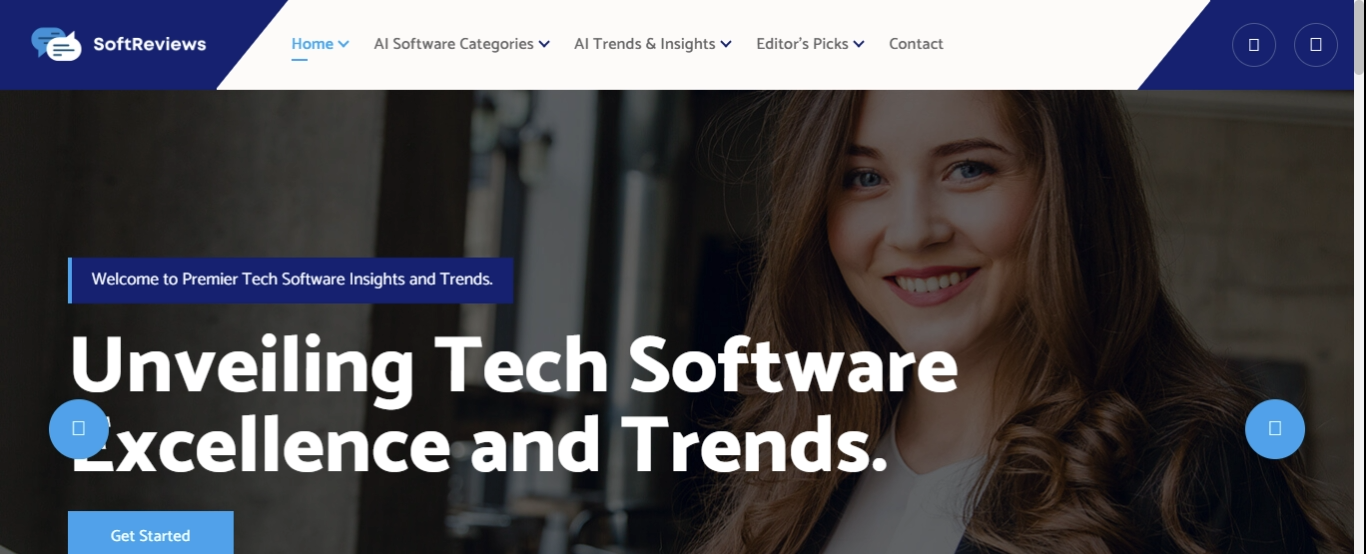 SoftReviews
Home AI Software Categories AI Trends & Insights Editor's Picks Contact
Welcome to Premier Tech Software Insights and Trends.
Unveiling Tech Software
Excellence and Trends.
Get Started